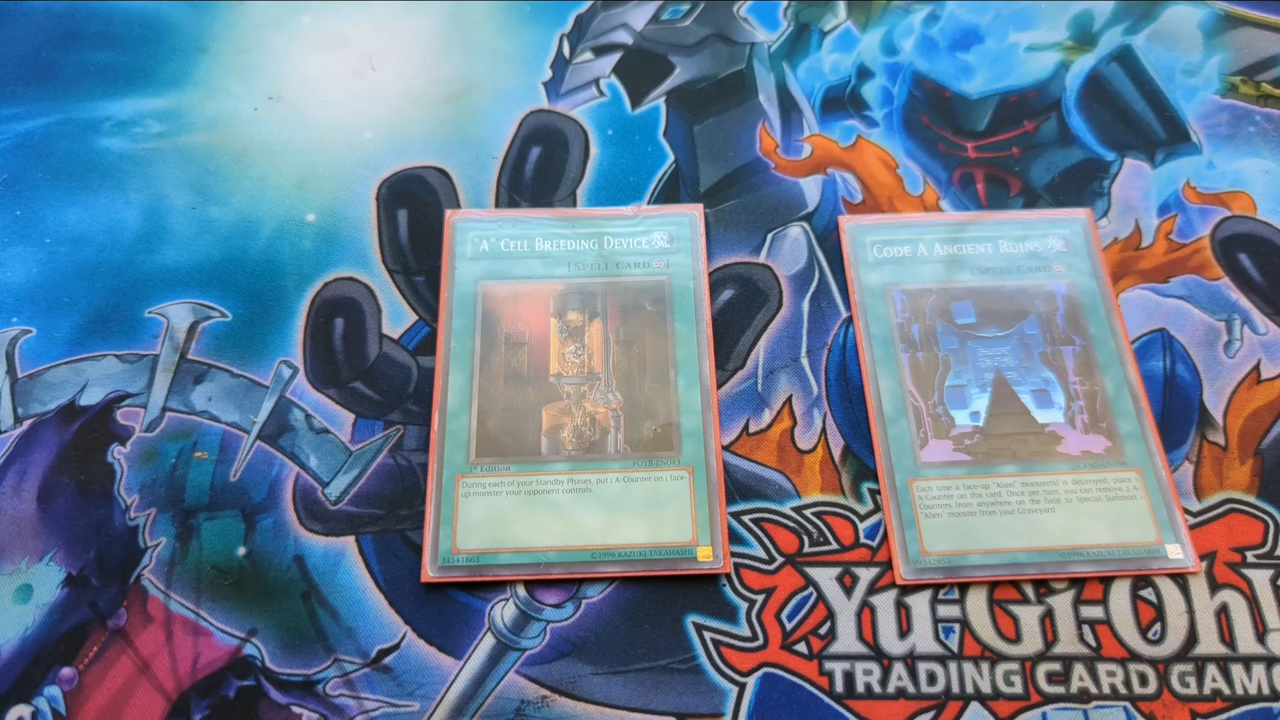 "A" CELL BREEDING DEVICE
[SPELL CARD]
1st Edition
FOTB-EN043
During each of your Standby Phases, put 1 A-Counter on 1 face-
up monster your opponent controls.
34541863
©1996 KAZUKI TAKAHASHI
CODE A ANCIENT RUINS
[SPELL CARD]
Each time a face-up "Alien" monster(s) is destroyed, place 1
A-Counter on this card. Once per turn, you can remove 2 A-
Counters from anywhere on the field to Special Summon 1
"Alien" monster from your Graveyard.
©1996 KAZUKI TAKAHASHI
Yu-Gi-Oh!
TRADING CARD GAME